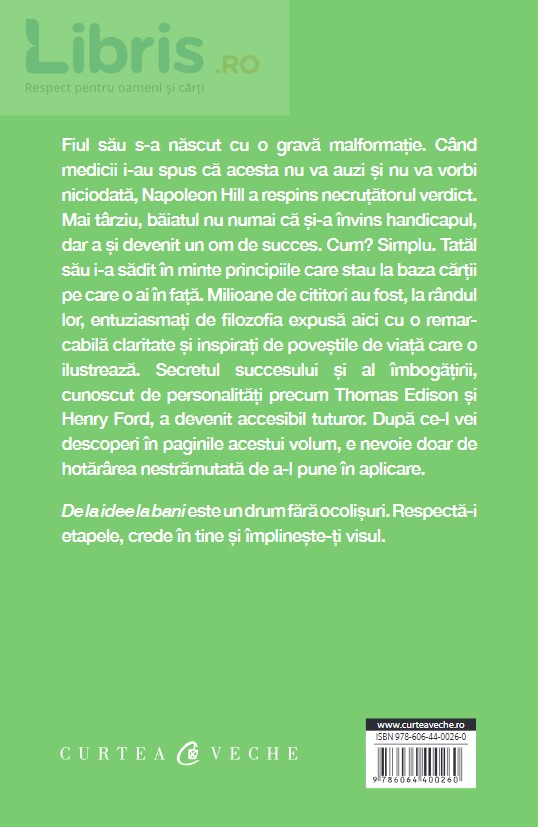 Libris .RO
Respect pentru oameni și cărți
Fiul său s-a născut cu o gravă malformație. Când
medicii i-au spus că acesta nu va auzi și nu va vorbi
niciodată, Napoleon Hill a respins necruțătorul verdict.
Mai târziu, băiatul nu numai că și-a învins handicapul,
dar a și devenit un om de succes. Cum? Simplu. Tatăl
său i-a sădit în minte principiile care stau la baza cărții
pe care o ai în față. Milioane de cititori au fost, la rândul
lor, entuziasmați de filozofia expusă aici cu o remar-
cabilă claritate și inspirați de poveștile de viață care o
ilustrează. Secretul succesului și al îmbogățirii,
cunoscut de personalități precum Thomas Edison și
Henry Ford, a devenit accesibil tuturor. După ce-l vei
descoperi în paginile acestui volum, e nevoie doar de
hotărârea nestrămutată de a-l pune în aplicare.
De la idee la bani este un drum fără ocolișuri. Respectă-i
etapele, crede în tine și împlinește-ți visul.
CURTEA VECHE
www.curteaveche.ro
ISBN 978-606-44-0026-0
9 786064 400260